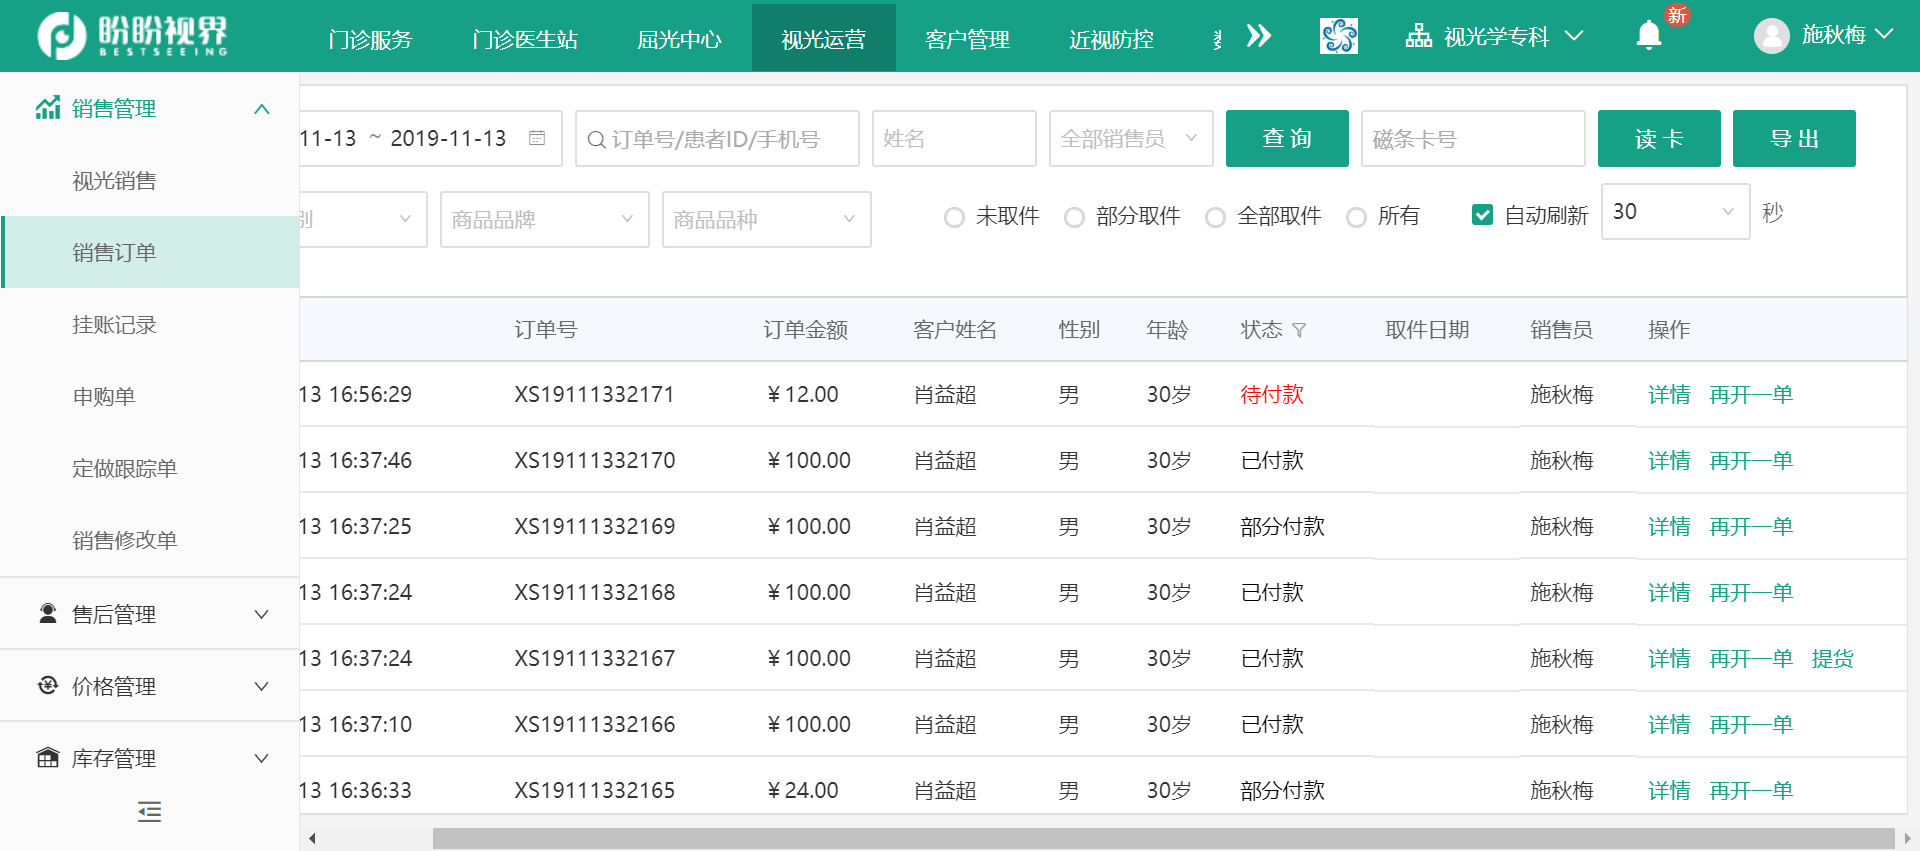 盼盼视界 BESTSEEING 门诊服务 门诊医生站 屈光中心 视光运营 客户管理 近视防控 视光学专科 新 施秋梅
销售管理
视光销售
销售订单
挂账记录
申购单
定做跟踪单
销售修改单
售后管理
价格管理
库存管理
11-13 ~ 2019-11-13 订单号/患者ID/手机号 姓名 全部销售员 查询 磁条卡号 读卡 导出
别 商品品牌 商品品种 未取件 部分取件 全部取件 所有 自动刷新 30 秒
订单号 订单金额 客户姓名 性别 年龄 状态 取件日期 销售员 操作
13 16:56:29 XS19111332171 ¥12.00 肖益超 男 30岁 待付款 施秋梅 详情 再开一单
13 16:37:46 XS19111332170 ¥100.00 肖益超 男 30岁 已付款 施秋梅 详情 再开一单
13 16:37:25 XS19111332169 ¥100.00 肖益超 男 30岁 部分付款 施秋梅 详情 再开一单
13 16:37:24 XS19111332168 ¥100.00 肖益超 男 30岁 已付款 施秋梅 详情 再开一单
13 16:37:24 XS19111332167 ¥100.00 肖益超 男 30岁 已付款 施秋梅 详情 再开一单 提货
13 16:37:10 XS19111332166 ¥100.00 肖益超 男 30岁 已付款 施秋梅 详情 再开一单
13 16:36:33 XS19111332165 ¥24.00 肖益超 男 30岁 部分付款 施秋梅 详情 再开一单